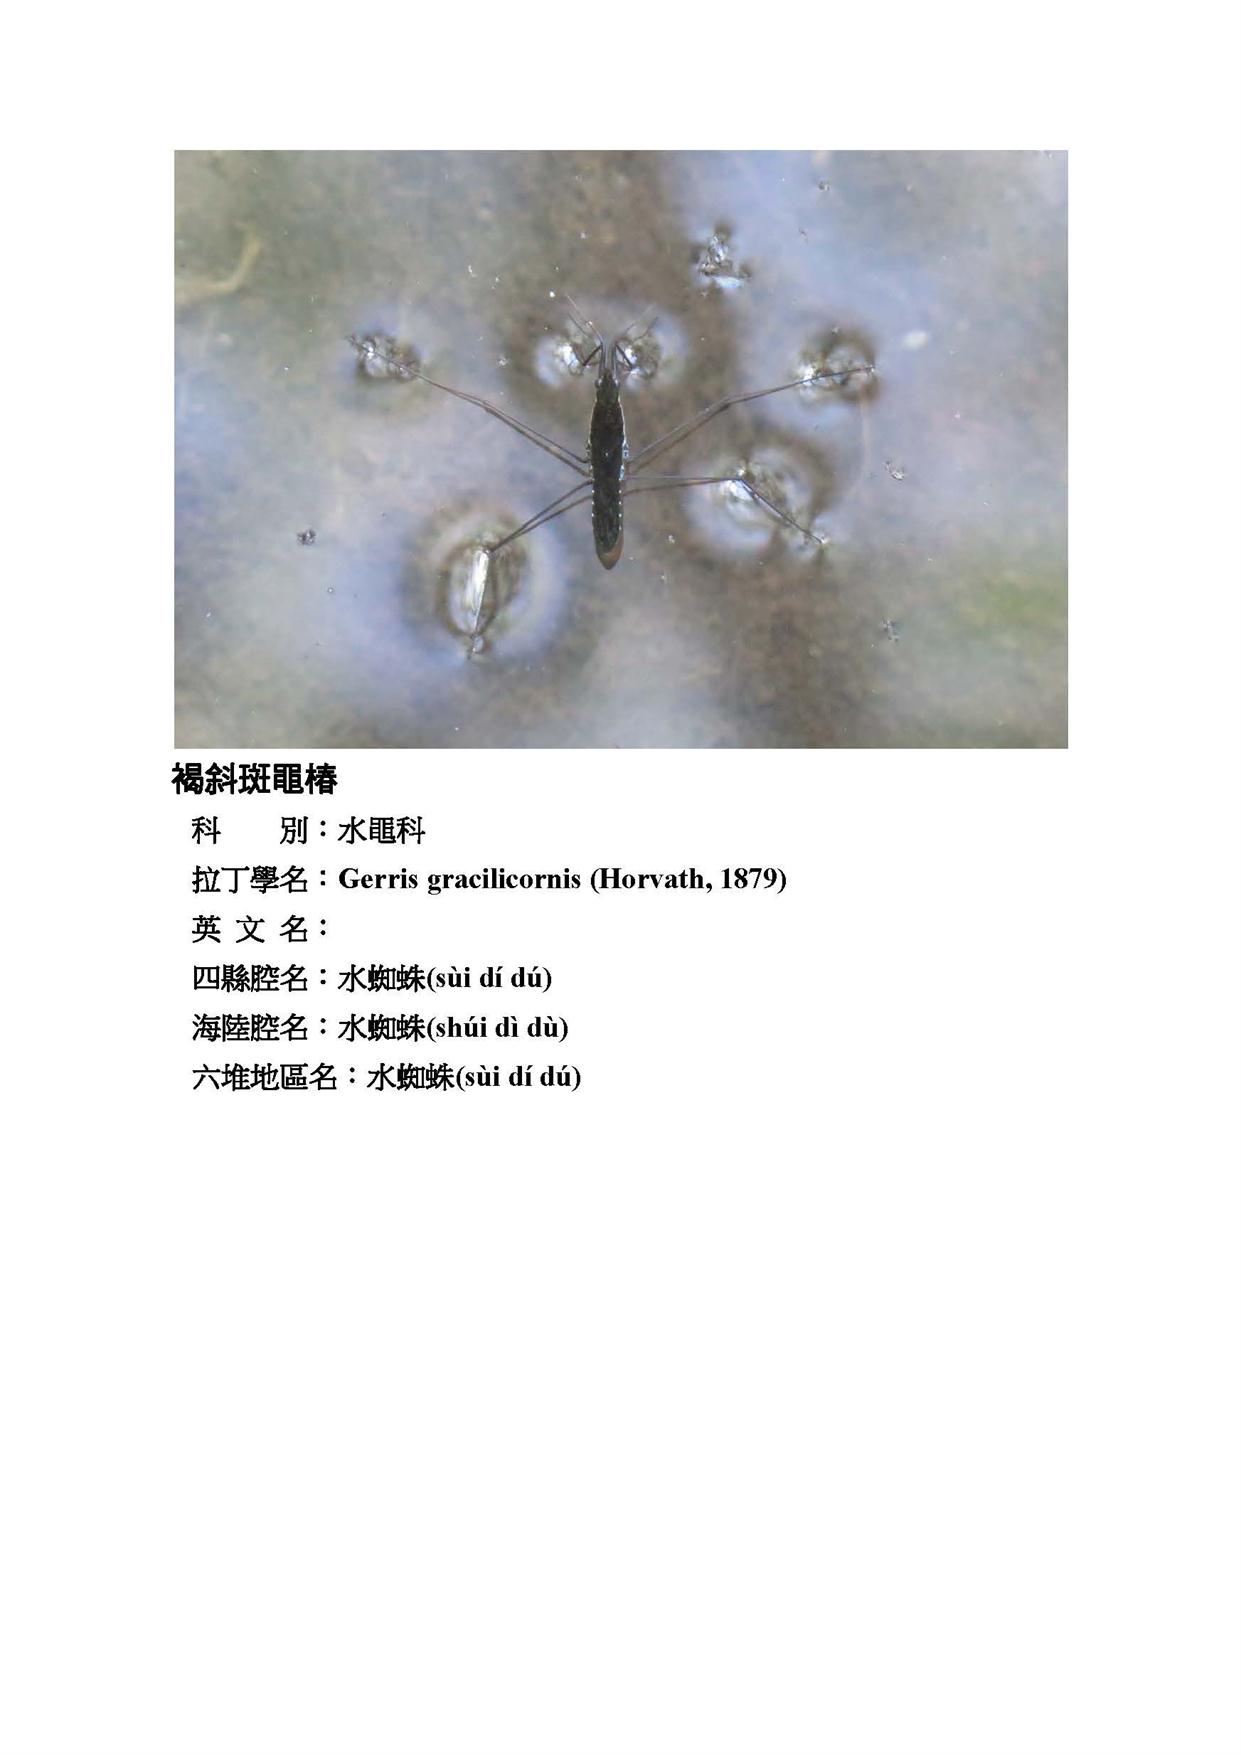 褐斜斑黽椿
科　　別：水黽科
拉丁學名：Gerris gracilicornis (Horvath, 1879)
英 文 名：
四縣腔名：水蜘蛛(sùi dí dú)
海陸腔名：水蜘蛛(shúi dì dù)
六堆地區名：水蜘蛛(sùi dí dú)